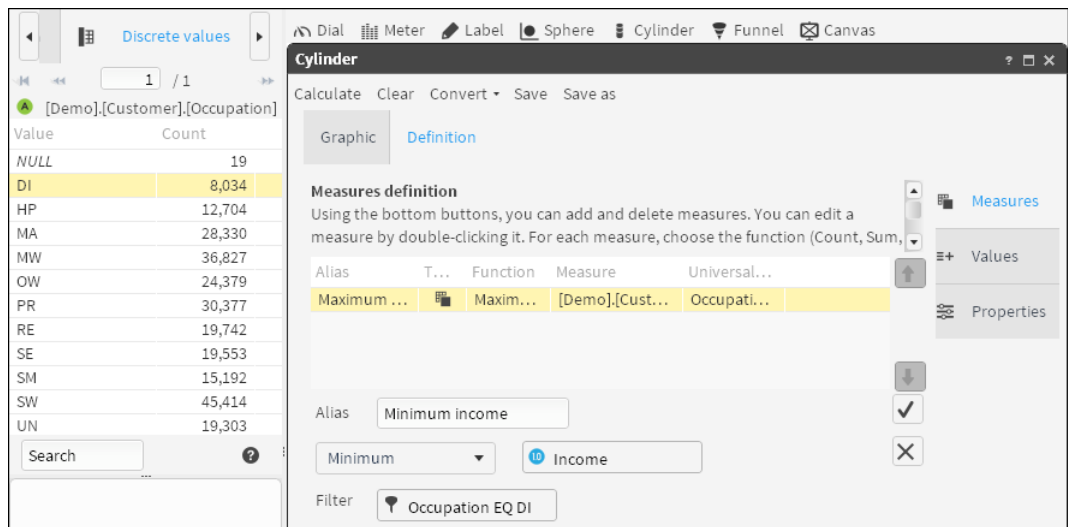 Discrete values
1 / 1
A [Demo].[Customer].[Occupation]
Value Count
NULL 19
DI 8,034
HP 12,704
MA 28,330
MW 36,827
OW 24,379
PR 30,377
RE 19,742
SE 19,553
SM 15,192
SW 45,414
UN 19,303
Search ?
Dial Meter Label Sphere Cylinder Funnel Canvas
Cylinder ?
Calculate Clear Convert Save Save as
Graphic Definition
Measures definition
Using the bottom buttons, you can add and delete measures. You can edit a
measure by double-clicking it. For each measure, choose the function (Count, Sum,
Alias T... Function Measure Universal...
Maximum ... Maxim... [Demo].[Cust... Occupati...
Alias Minimum income
Minimum 1.0 Income
Filter Occupation EQ DI
Measures
Values
Properties